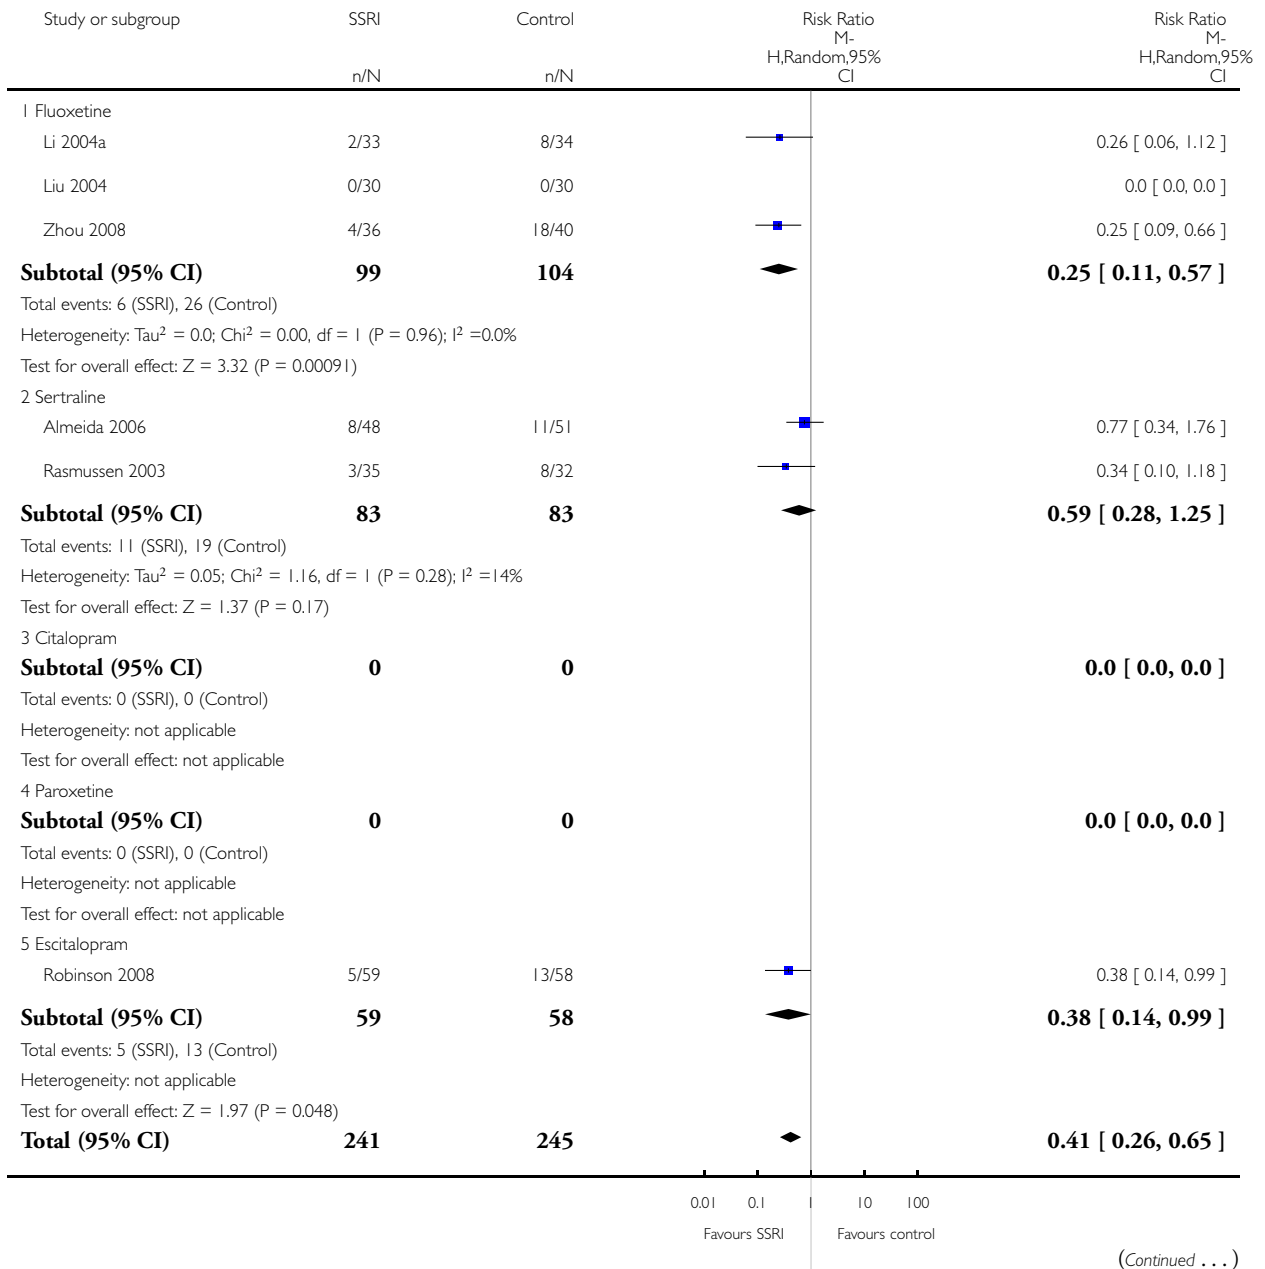 Study or subgroup SSRI Control Risk Ratio Risk Ratio
M- M-
H,Random,95% H,Random,95%
n/N n/N CI CI
1 Fluoxetine
Li 2004a 2/33 8/34 0.26 [ 0.06, 1.12 ]
Liu 2004 0/30 0/30 0.0 [ 0.0, 0.0 ]
Zhou 2008 4/36 18/40 0.25 [ 0.09, 0.66 ]
Subtotal (95% CI) 99 104 0.25 [ 0.11, 0.57 ]
Total events: 6 (SSRI), 26 (Control)
Heterogeneity: Tau² = 0.0; Chi² = 0.00, df = 1 (P = 0.96); I² =0.0%
Test for overall effect: Z = 3.32 (P = 0.00091)
2 Sertraline
Almeida 2006 8/48 11/51 0.77 [ 0.34, 1.76 ]
Rasmussen 2003 3/35 8/32 0.34 [ 0.10, 1.18 ]
Subtotal (95% CI) 83 83 0.59 [ 0.28, 1.25 ]
Total events: 11 (SSRI), 19 (Control)
Heterogeneity: Tau² = 0.05; Chi² = 1.16, df = 1 (P = 0.28); I² =14%
Test for overall effect: Z = 1.37 (P = 0.17)
3 Citalopram
Subtotal (95% CI) 0 0 0.0 [ 0.0, 0.0 ]
Total events: 0 (SSRI), 0 (Control)
Heterogeneity: not applicable
Test for overall effect: not applicable
4 Paroxetine
Subtotal (95% CI) 0 0 0.0 [ 0.0, 0.0 ]
Total events: 0 (SSRI), 0 (Control)
Heterogeneity: not applicable
Test for overall effect: not applicable
5 Escitalopram
Robinson 2008 5/59 13/58 0.38 [ 0.14, 0.99 ]
Subtotal (95% CI) 59 58 0.38 [ 0.14, 0.99 ]
Total events: 5 (SSRI), 13 (Control)
Heterogeneity: not applicable
Test for overall effect: Z = 1.97 (P = 0.048)
Total (95% CI) 241 245 0.41 [ 0.26, 0.65 ]
0.01 0.1 1 10 100
Favours SSRI Favours control
(Continued . . . )